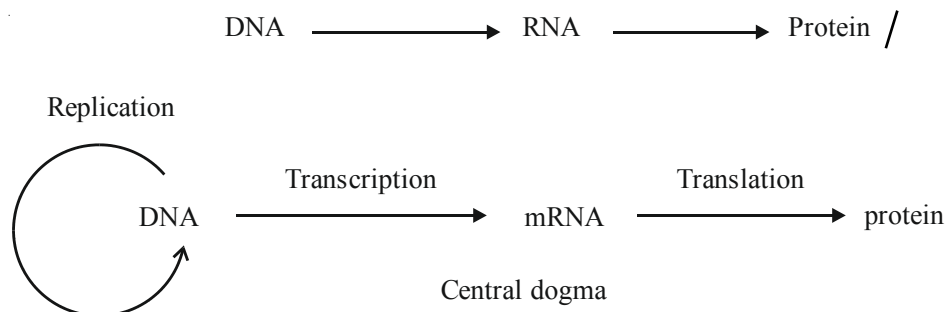 DNA RNA Protein /
Replication
Transcription Translation
DNA mRNA protein
Central dogma